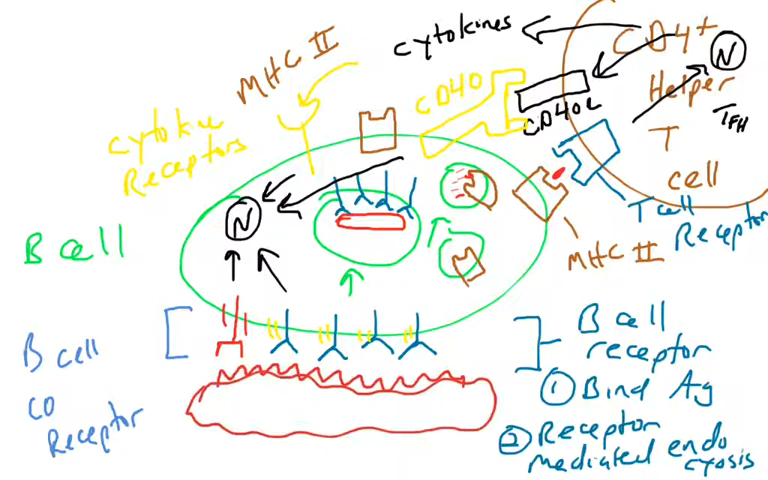 cytokines
CD4+
N
MHC II
CD40
Helper
CD40L
TFH
cytokine
Receptors
T
cell
N
T cell
Receptor
B cell
MHC II
B cell
receptor
B cell
① Bind Ag
CO
Receptor
② Receptor
mediated endo
cytosis